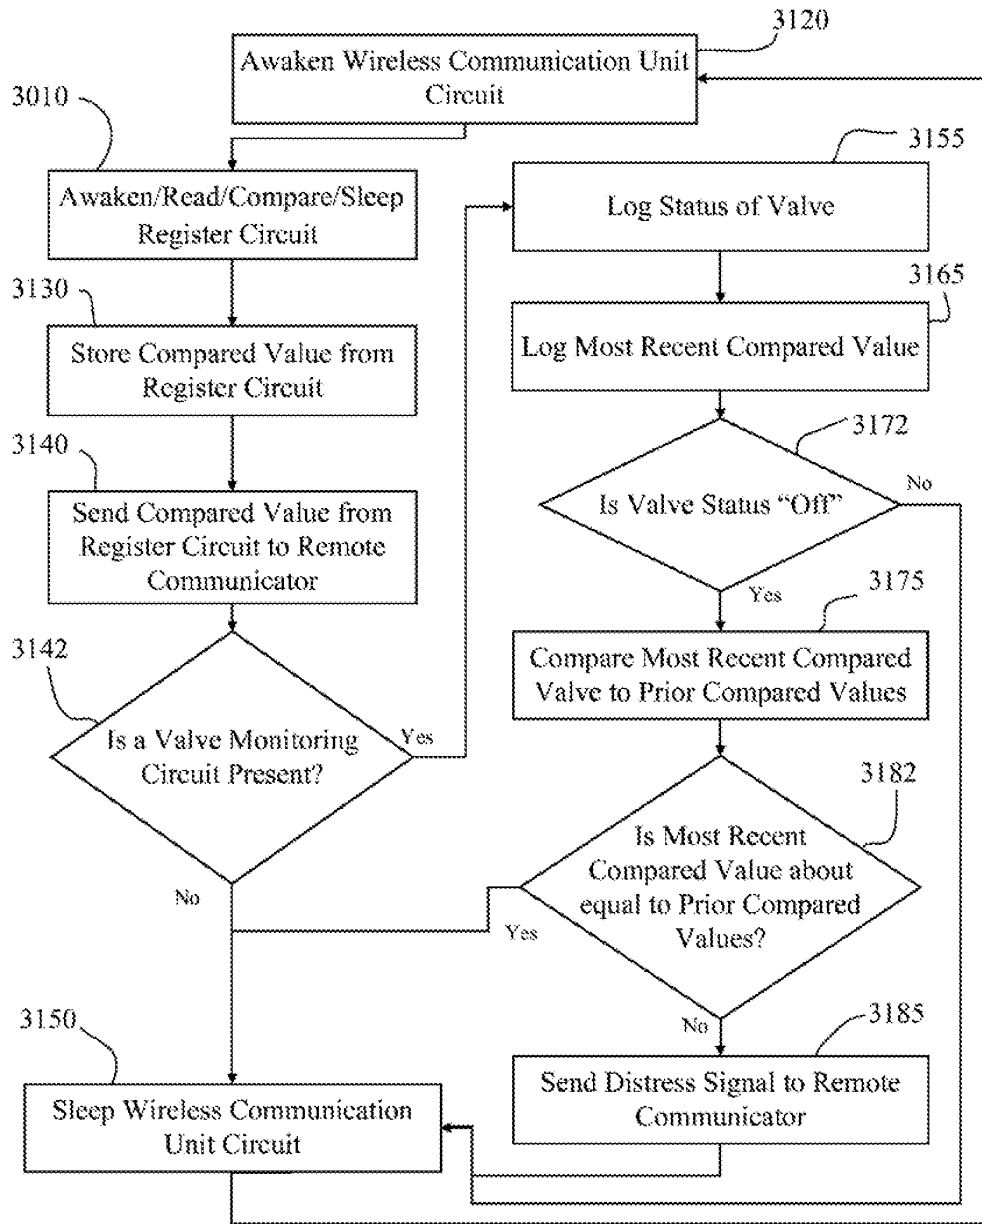 3120
Awaken Wireless Communication Unit
Circuit
3010
Awaken/Read/Compare/Sleep
Register Circuit
3130
Store Compared Value from
Register Circuit
3140
Send Compared Value from
Register Circuit to Remote
Communicator
3142
Is a Valve Monitoring
Circuit Present?
Yes
No
3150
Sleep Wireless Communication
Unit Circuit
3155
Log Status of Valve
3165
Log Most Recent Compared Value
3172
Is Valve Status “Off”
No
Yes
3175
Compare Most Recent Compared
Valve to Prior Compared Values
3182
Is Most Recent
Compared Value about
equal to Prior Compared
Values?
Yes
No
3185
Send Distress Signal to Remote
Communicator